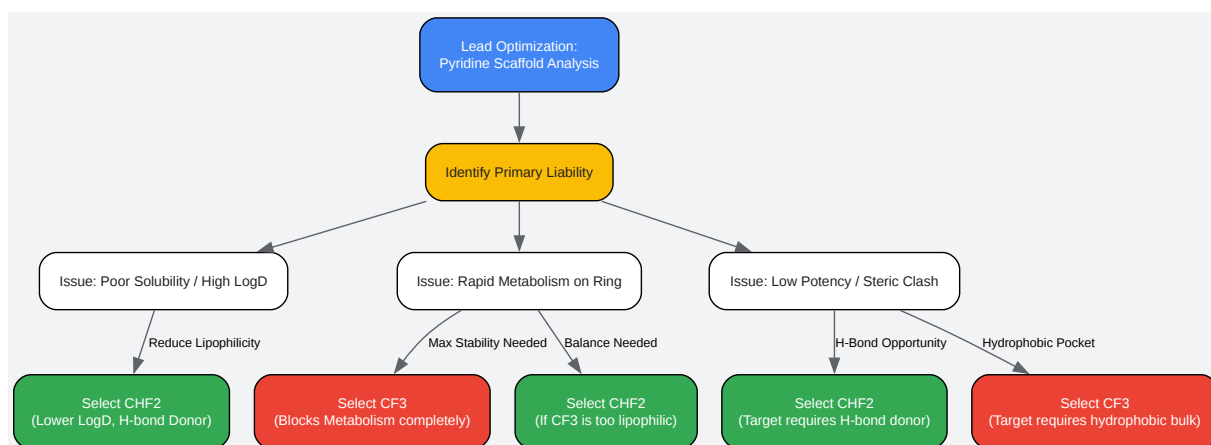 Lead Optimization:
Pyridine Scaffold Analysis
Identify Primary Liability
Issue: Poor Solubility / High LogD
Issue: Rapid Metabolism on Ring
Issue: Low Potency / Steric Clash
Reduce Lipophilicity
Max Stability Needed
Balance Needed
H-Bond Opportunity
Hydrophobic Pocket
Select CHF2
(Lower LogD, H-bond Donor)
Select CF3
(Blocks Metabolism completely)
Select CHF2
(If CF3 is too lipophilic)
Select CHF2
(Target requires H-bond donor)
Select CF3
(Target requires hydrophobic bulk)